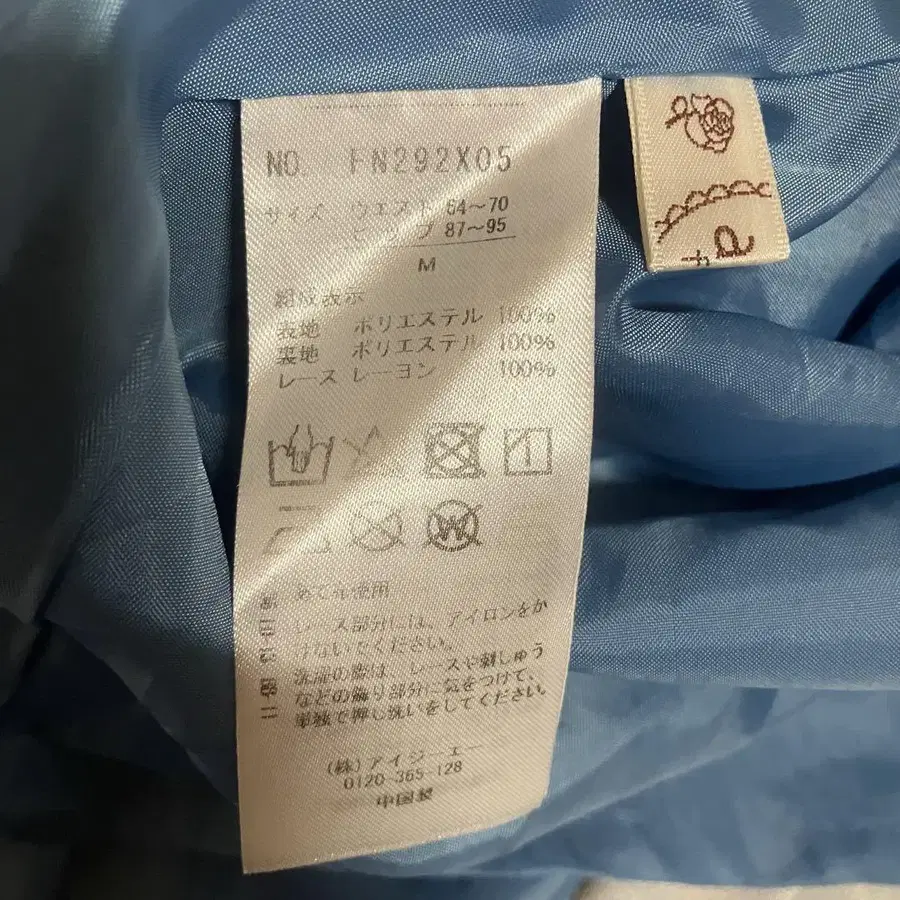 NO. FN292X05
サイズ ウエスト 64～70
ヒップ 87～95
M
組成表示
表地 ポリエステル 100%
裏地 ポリエステル 100%
レース レーヨン 100%
W
あて布使用
レース部分には、アイロンをか
けないでください。
洗濯の際は、レースや刺しゅう
などの飾り部分に気をつけて、
単独で押し洗いをしてください。
(株)アイジーエー
0120-365-128
中国製